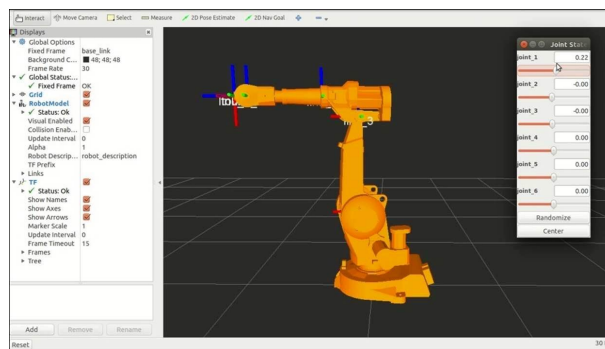 Interact Move Camera Select Measure 2D Pose Estimate 2D Nav Goal
Displays
Global Options
Fixed Frame base_link
Background C... 48; 48; 48
Frame Rate 30
Global Status:...
Fixed Frame OK
Grid
RobotModel
Status: Ok
Visual Enabled
Collision Enab...
Update Interval 0
Alpha 1
Robot Descrip... robot_description
TF Prefix
Links
TF
Status: Ok
Show Names
Show Axes
Show Arrows
Marker Scale 1
Update Interval 0
Frame Timeout 15
Frames
Tree
Add Remove Rename
Reset
Joint State
joint_1 0.22
joint_2 -0.00
joint_3 -0.00
joint_4 0.00
joint_5 0.00
joint_6 0.00
Randomize
Center
30